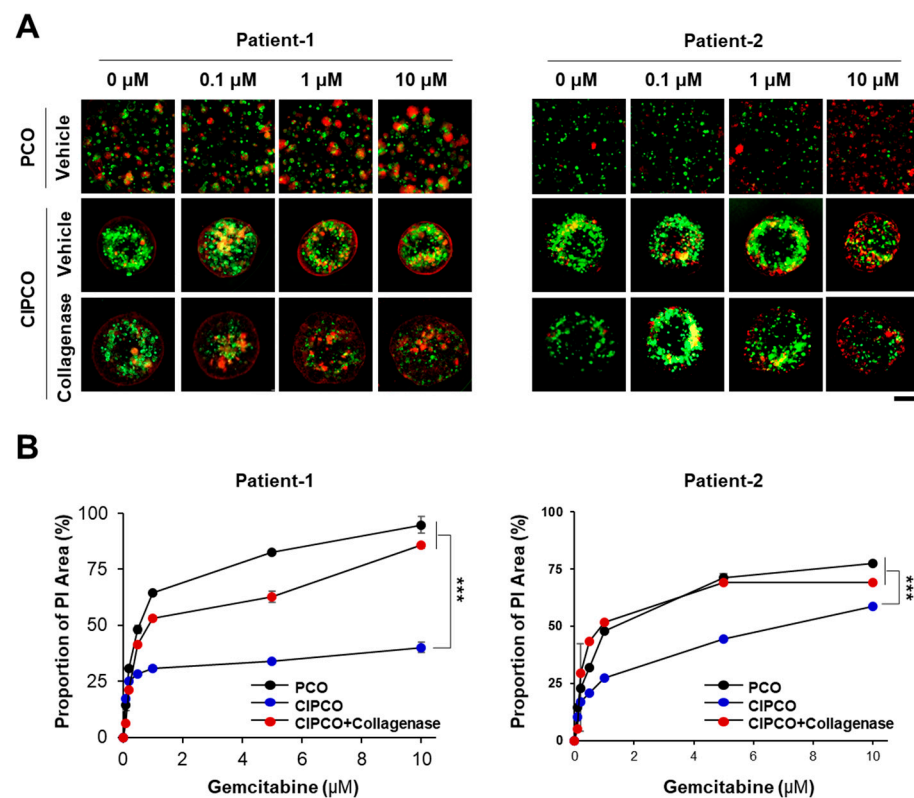 A
Patient-1
Patient-2
0 µM 0.1 µM 1 µM 10 µM
0 µM 0.1 µM 1 µM 10 µM
PCO
Vehicle
CIPCO
Vehicle
Collagenase
B
Patient-1
Proportion of PI Area (%)
100
75
50
25
0
0 2 4 6 8 10
Gemcitabine (µM)
PCO
CIPCO
CIPCO+Collagenase
***
Patient-2
Proportion of PI Area (%)
100
75
50
25
0
0 2 4 6 8 10
Gemcitabine (µM)
PCO
CIPCO
CIPCO+Collagenase
***